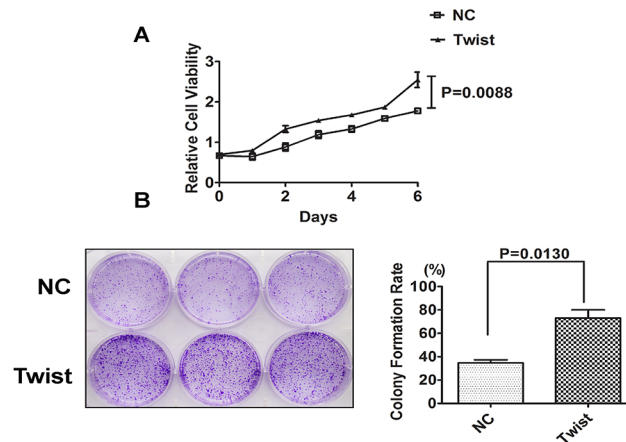 A
NC
Twist
Relative Cell Viability
3
2
1
0
0
2
4
6
Days
P=0.0088
B
NC
Twist
P=0.0130
(%)
Colony Formation Rate
100
80
60
40
20
0
NC
Twist